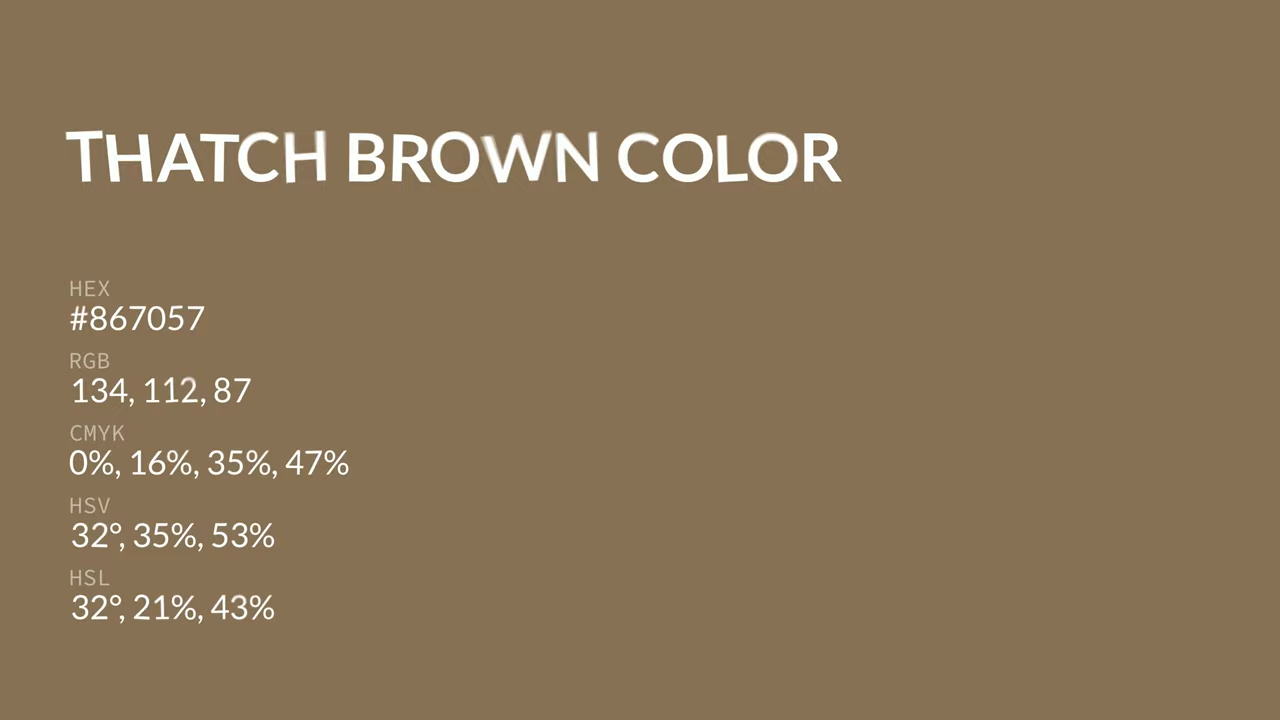 THATCH BROWN COLOR
HEX
#867057
RGB
134, 112, 87
CMYK
0%, 16%, 35%, 47%
HSV
32°, 35%, 53%
HSL
32°, 21%, 43%